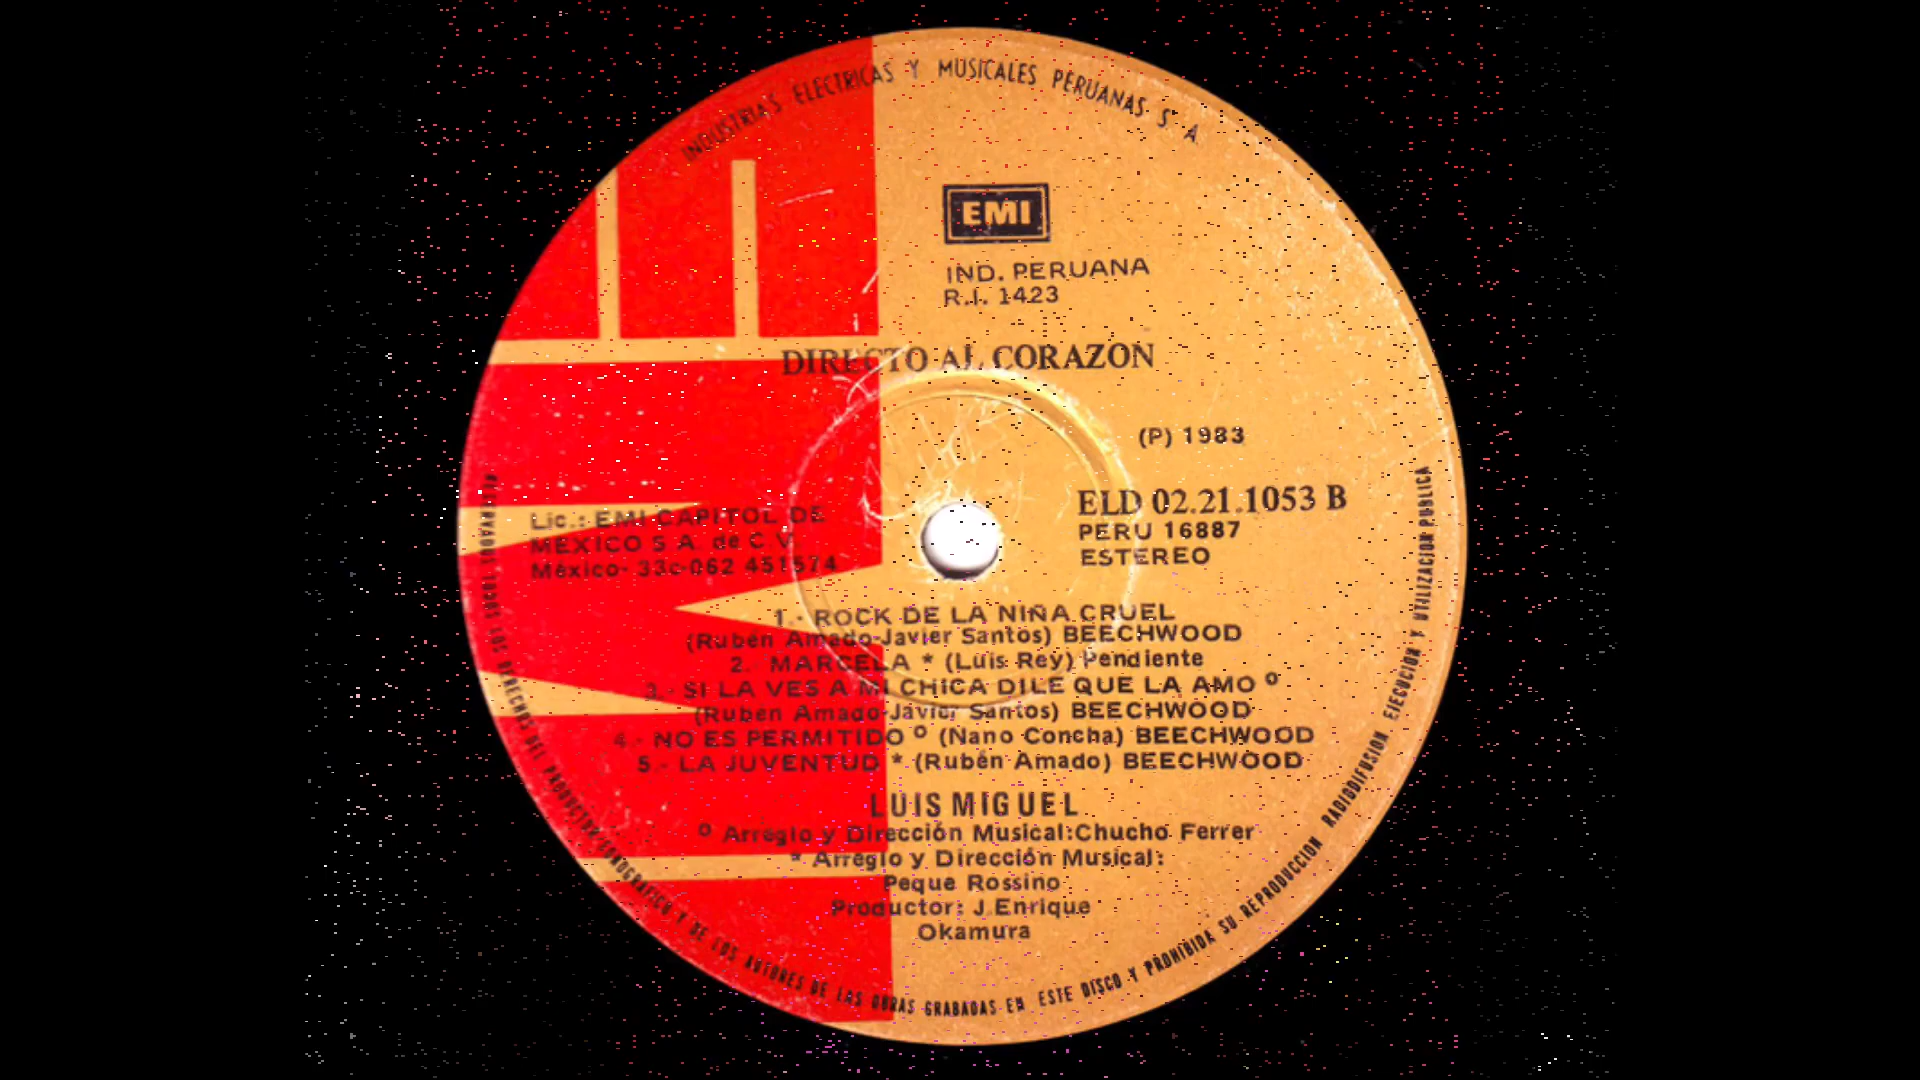 INDUSTRIAS ELECTRICAS Y MUSICALES PERUANAS S. A
EMI
IND. PERUANA
R.I. 1423
DIRECTO AL CORAZON
(P) 1983
ELD 02.21.1053 B
PERU 16887
ESTEREO
Lic.: EMI CAPITOL DE
MEXICO S A. de C V.
México- 33c-062 451574
1.- ROCK DE LA NIÑA CRUEL
(Rubén Amado-Javier Santos) BEECHWOOD
2. MARCELA * (Luis Rey) Pendiente
3.- SI LA VES A MI CHICA DILE QUE LA AMO º
(Ruben Amado-Javier Santos) BEECHWOOD
4.- NO ES PERMITIDO º (Nano Concha) BEECHWOOD
5.- LA JUVENTUD * (Rubén Amado) BEECHWOOD
LUIS MIGUEL
º Arreglo y Dirección Musical:Chucho Ferrer
* Arreglo y Dirección Musical:
Peque Rossino
Productor: J.Enrique
Okamura
RESERVADOS TODOS LOS DERECHOS DEL PRODUCTOR FONOGRAFICO Y DE LOS AUTORES DE LAS OBRAS GRABADAS EN ESTE DISCO Y PROHIBIDA SU REPRODUCCION RADIODIFUSION EJECUCION Y UTILIZACION PUBLICA